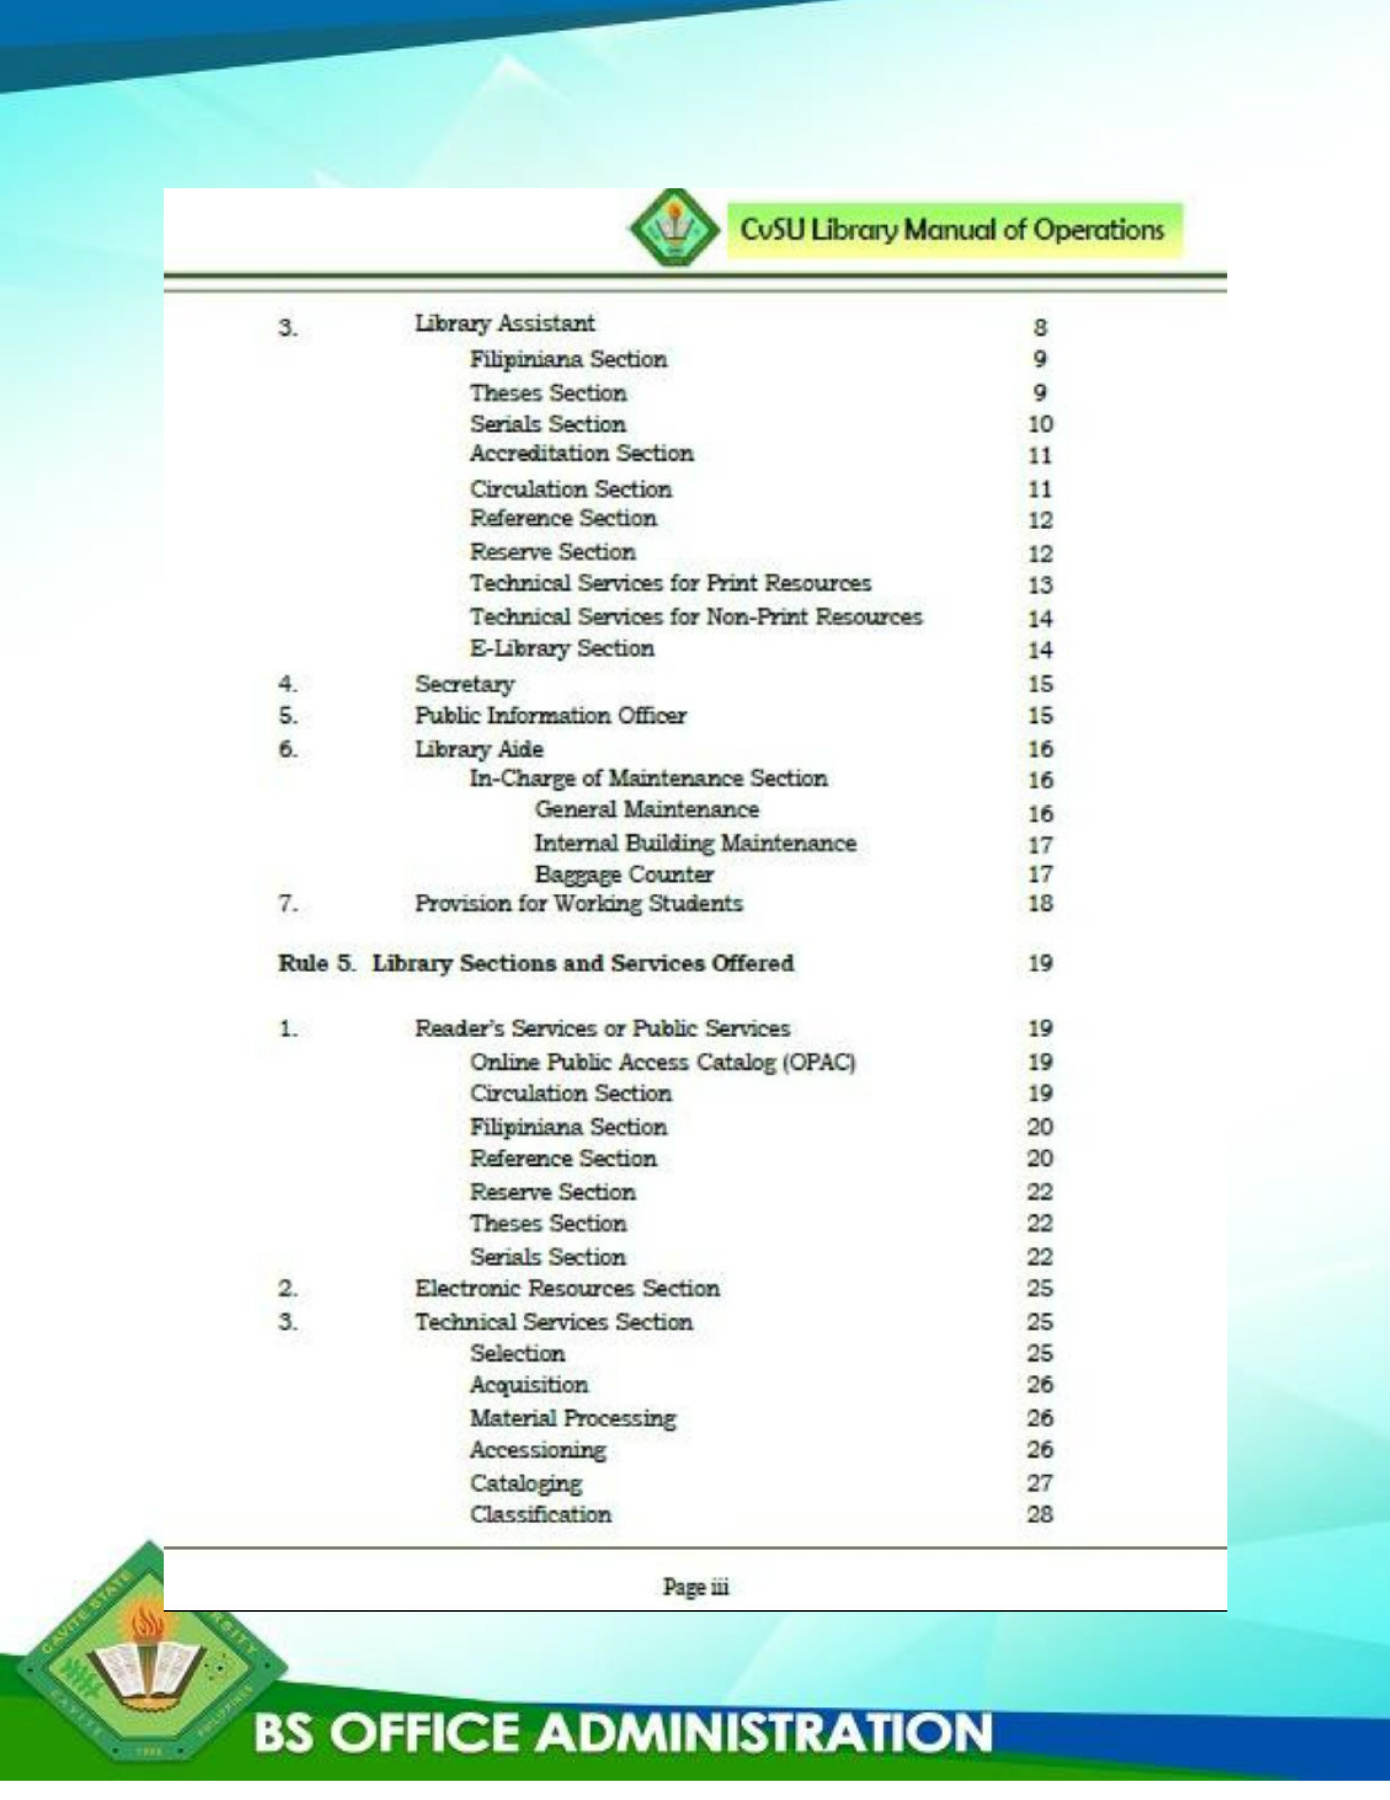 CvSU Library Manual of Operations
3. Library Assistant 8
Filipiniana Section 9
Theses Section 9
Serials Section 10
Accreditation Section 11
Circulation Section 11
Reference Section 12
Reserve Section 12
Technical Services for Print Resources 13
Technical Services for Non-Print Resources 14
E-Library Section 14
4. Secretary 15
5. Public Information Officer 15
6. Library Aide 16
In-Charge of Maintenance Section 16
General Maintenance 16
Internal Building Maintenance 17
Baggage Counter 17
7. Provision for Working Students 18
Rule 5. Library Sections and Services Offered 19
1. Reader's Services or Public Services 19
Online Public Access Catalog (OPAC) 19
Circulation Section 19
Filipiniana Section 20
Reference Section 20
Reserve Section 22
Theses Section 22
Serials Section 22
2. Electronic Resources Section 25
3. Technical Services Section 25
Selection 25
Acquisition 26
Material Processing 26
Accessioning 26
Cataloging 27
Classification 28
Page iii
CAVITE STATE
RSITY
CAVITE
PHILIPPINES
BS OFFICE ADMINISTRATION